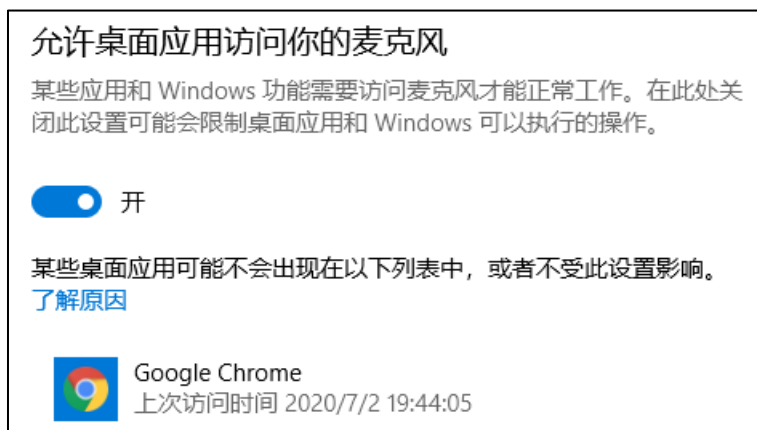 允许桌面应用访问你的麦克风
某些应用和 Windows 功能需要访问麦克风才能正常工作。在此处关
闭此设置可能会限制桌面应用和 Windows 可以执行的操作。
开
某些桌面应用可能不会出现在以下列表中，或者不受此设置影响。
了解原因
Google Chrome
上次访问时间 2020/7/2 19:44:05